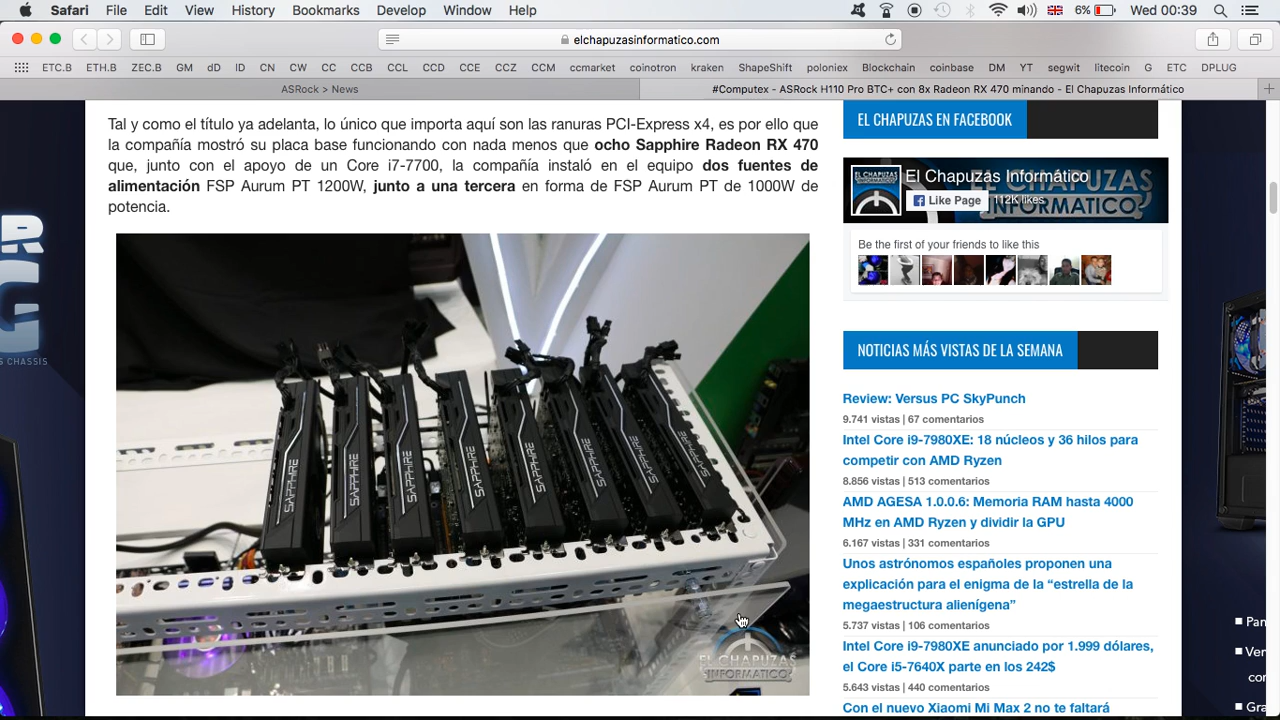 Safari File Edit View History Bookmarks Develop Window Help 6% Wed 00:39
elchapuzasinformatico.com
ETC.B ETH.B ZEC.B GM dD ID CN CW CC CCB CCL CCD CCE CCZ CCM ccmarket coinotron kraken ShapeShift poloniex Blockchain coinbase DM YT segwit litecoin G ETC DPLUG
ASRock > News
#Computex - ASRock H110 Pro BTC+ con 8x Radeon RX 470 minando - El Chapuzas Informático
Tal y como el título ya adelanta, lo único que importa aquí son las ranuras PCI-Express x4, es por ello que
la compañía mostró su placa base funcionando con nada menos que ocho Sapphire Radeon RX 470
que, junto con el apoyo de un Core i7-7700, la compañía instaló en el equipo dos fuentes de
alimentación FSP Aurum PT 1200W, junto a una tercera en forma de FSP Aurum PT de 1000W de
potencia.
SAPPHIRE
SAPPHIRE
SAPPHIRE
SAPPHIRE
SAPPHIRE
SAPPHIRE
SAPPHIRE
SAPPHIRE
EL CHAPUZAS
INFORMÁTICO
EL CHAPUZAS EN FACEBOOK
El Chapuzas Informático
Like Page 112K likes
EL CHAPUZAS
INFORMÁTICO
Be the first of your friends to like this
NOTICIAS MÁS VISTAS DE LA SEMANA
Review: Versus PC SkyPunch
9.741 vistas | 67 comentarios
Intel Core i9-7980XE: 18 núcleos y 36 hilos para
competir con AMD Ryzen
8.856 vistas | 513 comentarios
AMD AGESA 1.0.0.6: Memoria RAM hasta 4000
MHz en AMD Ryzen y dividir la GPU
6.167 vistas | 331 comentarios
Unos astrónomos españoles proponen una
explicación para el enigma de la “estrella de la
megaestructura alienígena”
5.737 vistas | 106 comentarios
Intel Core i9-7980XE anunciado por 1.999 dólares,
el Core i5-7640X parte en los 242$
5.643 vistas | 440 comentarios
Con el nuevo Xiaomi Mi Max 2 no te faltará
R
G
S CHASSIS
Pan
Ver
co
Gra